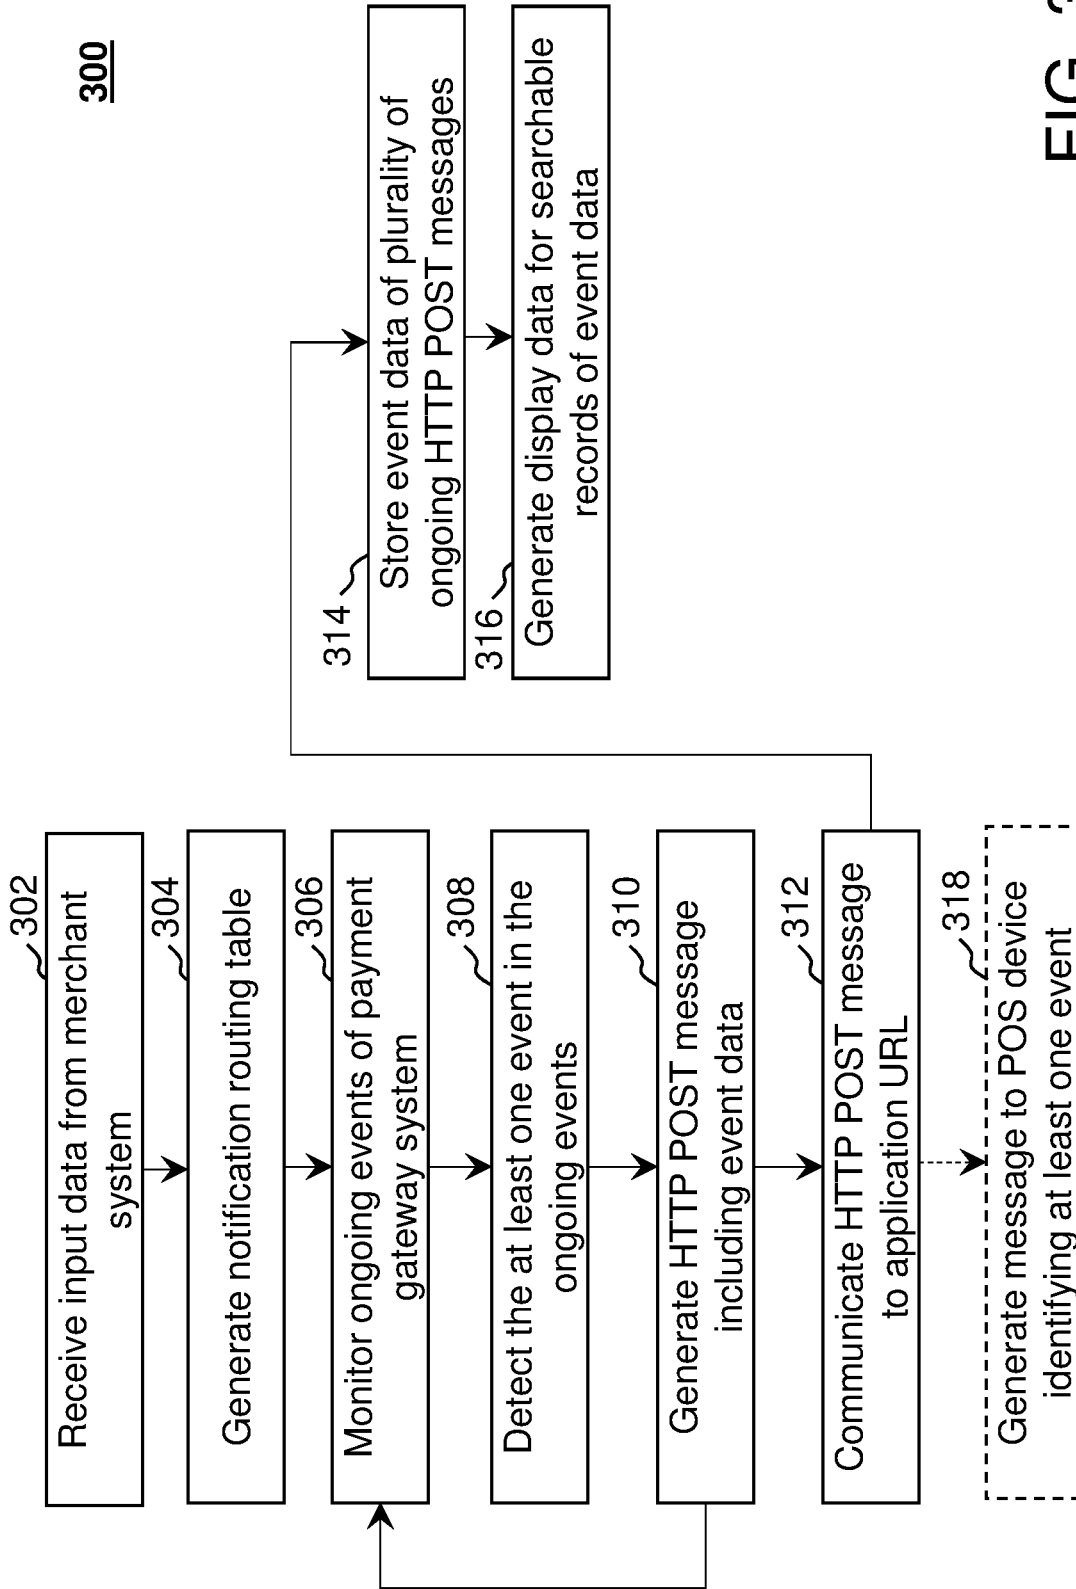 300
302
Receive input data from merchant
system
304
Generate notification routing table
306
Monitor ongoing events of payment
gateway system
308
Detect the at least one event in the
ongoing events
310
Generate HTTP POST message
including event data
312
Communicate HTTP POST message
to application URL
318
Generate message to POS device
identifying at least one event
314
Store event data of plurality of
ongoing HTTP POST messages
316
Generate display data for searchable
records of event data
FIG.